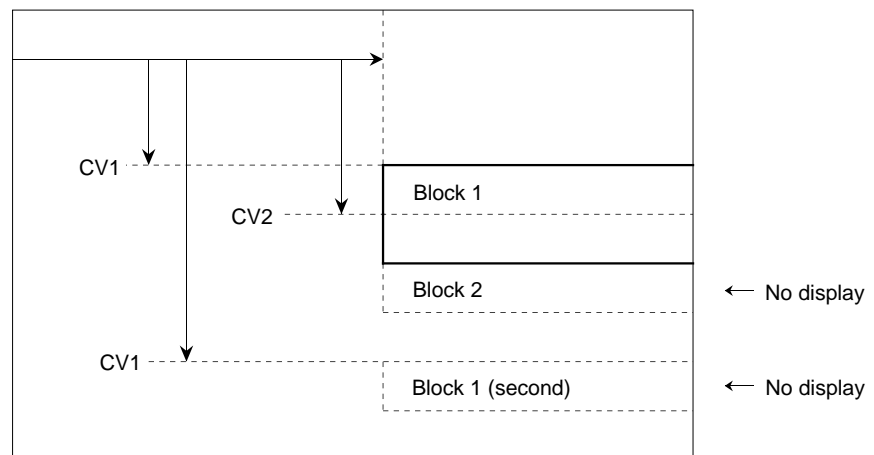 CV1
Block 1
CV2
Block 2
No display
CV1
Block 1 (second)
No display